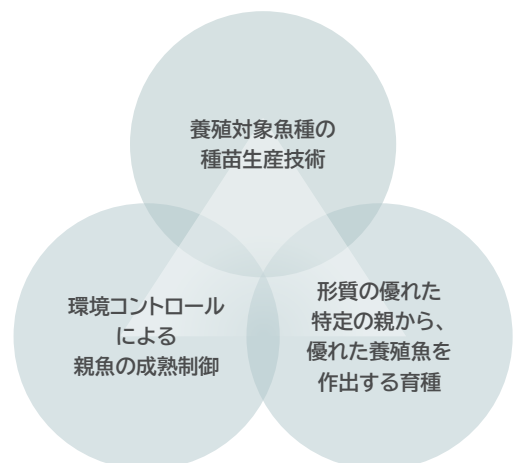 養殖対象魚種の
種苗生産技術
環境コントロール
による
親魚の成熟制御
形質の優れた
特定の親から、
優れた養殖魚を
作出する育種